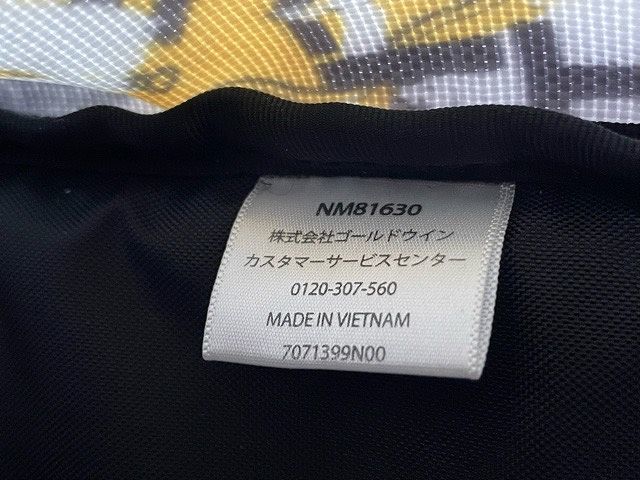 NM81630
株式会社ゴールドウイン
カスタマーサービスセンター
0120-307-560
MADE IN VIETNAM
7071399N00